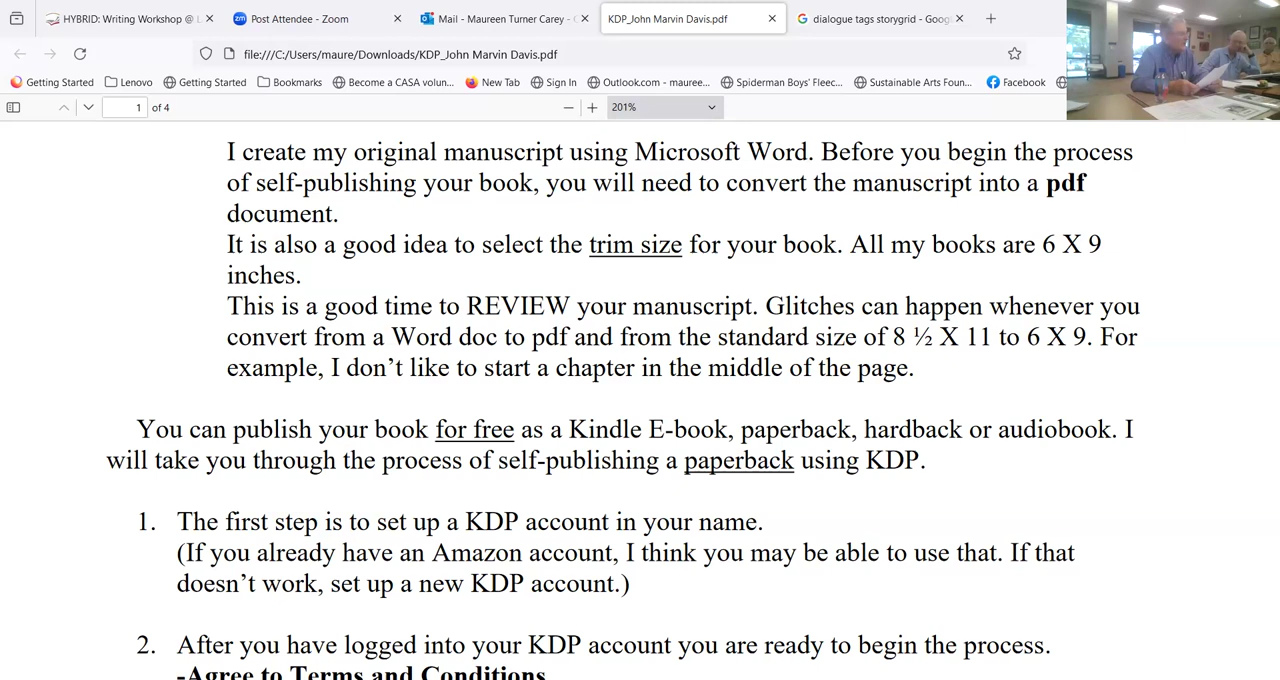 HYBRID: Writing Workshop @ L
Post Attendee - Zoom
Mail - Maureen Turner Carey - C
KDP_John Marvin Davis.pdf
dialogue tags storygrid - Goog
file:///C:/Users/maure/Downloads/KDP_John Marvin Davis.pdf
Getting Started
Lenovo
Getting Started
Bookmarks
Become a CASA volun...
New Tab
Sign In
Outlook.com - mauree...
Spiderman Boys' Fleec...
Sustainable Arts Foun...
Facebook
1 of 4
201%
I create my original manuscript using Microsoft Word. Before you begin the process
of self-publishing your book, you will need to convert the manuscript into a pdf
document.
It is also a good idea to select the trim size for your book. All my books are 6 X 9
inches.
This is a good time to REVIEW your manuscript. Glitches can happen whenever you
convert from a Word doc to pdf and from the standard size of 8 ½ X 11 to 6 X 9. For
example, I don’t like to start a chapter in the middle of the page.
You can publish your book for free as a Kindle E-book, paperback, hardback or audiobook. I
will take you through the process of self-publishing a paperback using KDP.
1. The first step is to set up a KDP account in your name.
(If you already have an Amazon account, I think you may be able to use that. If that
doesn’t work, set up a new KDP account.)
2. After you have logged into your KDP account you are ready to begin the process.
-Agree to Terms and Conditions